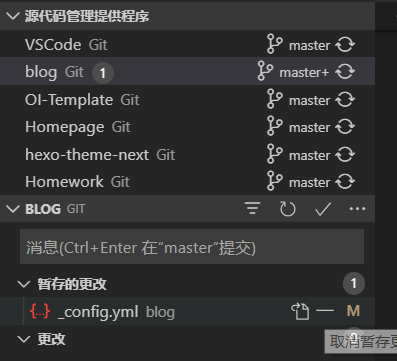 源代码管理提供程序
VSCode Git master
blog Git 1 master+
OI-Template Git master
Homepage Git master
hexo-theme-next Git master
Homework Git master
BLOG GIT
消息(Ctrl+Enter 在“master”提交)
暂存的更改 1
_config.yml blog M
更改
取消暂存更